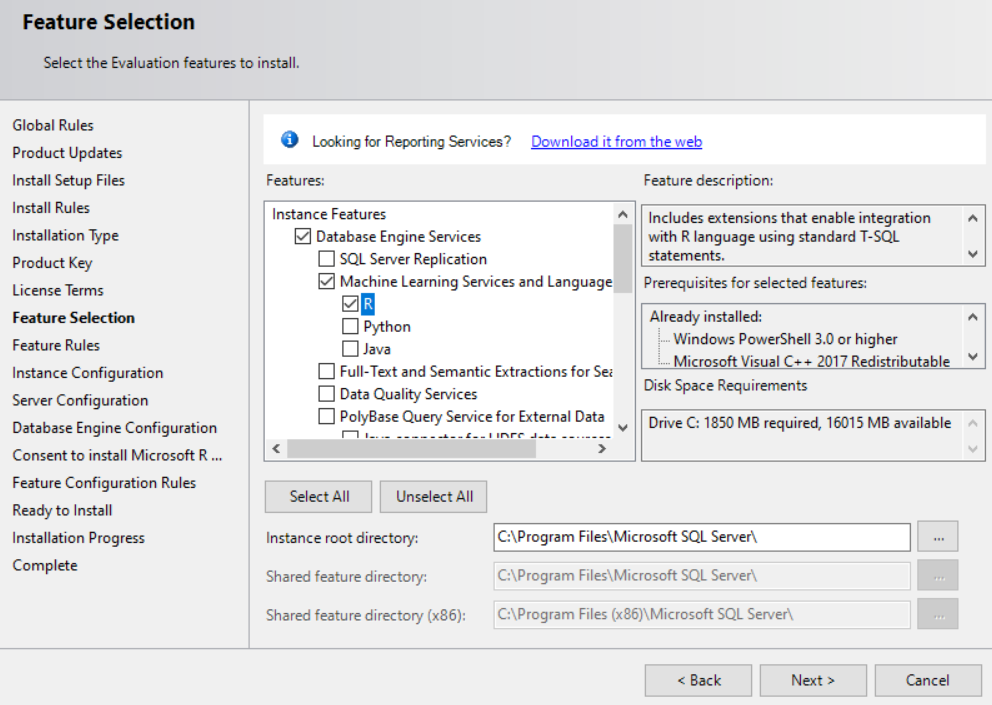 Feature Selection
Select the Evaluation features to install.
Global Rules
Product Updates
Install Setup Files
Install Rules
Installation Type
Product Key
License Terms
Feature Selection
Feature Rules
Instance Configuration
Server Configuration
Database Engine Configuration
Consent to install Microsoft R ...
Feature Configuration Rules
Ready to Install
Installation Progress
Complete
Looking for Reporting Services? Download it from the web
Features:
Instance Features
Database Engine Services
SQL Server Replication
Machine Learning Services and Language
R
Python
Java
Full-Text and Semantic Extractions for Sea
Data Quality Services
PolyBase Query Service for External Data
Java connector for HDFS data sources
Feature description:
Includes extensions that enable integration
with R language using standard T-SQL
statements.
Prerequisites for selected features:
Already installed:
Windows PowerShell 3.0 or higher
Microsoft Visual C++ 2017 Redistributable
Disk Space Requirements
Drive C: 1850 MB required, 16015 MB available
Select All
Unselect All
Instance root directory: C:\Program Files\Microsoft SQL Server\ ...
Shared feature directory: C:\Program Files\Microsoft SQL Server\ ...
Shared feature directory (x86): C:\Program Files (x86)\Microsoft SQL Server\ ...
< Back
Next >
Cancel